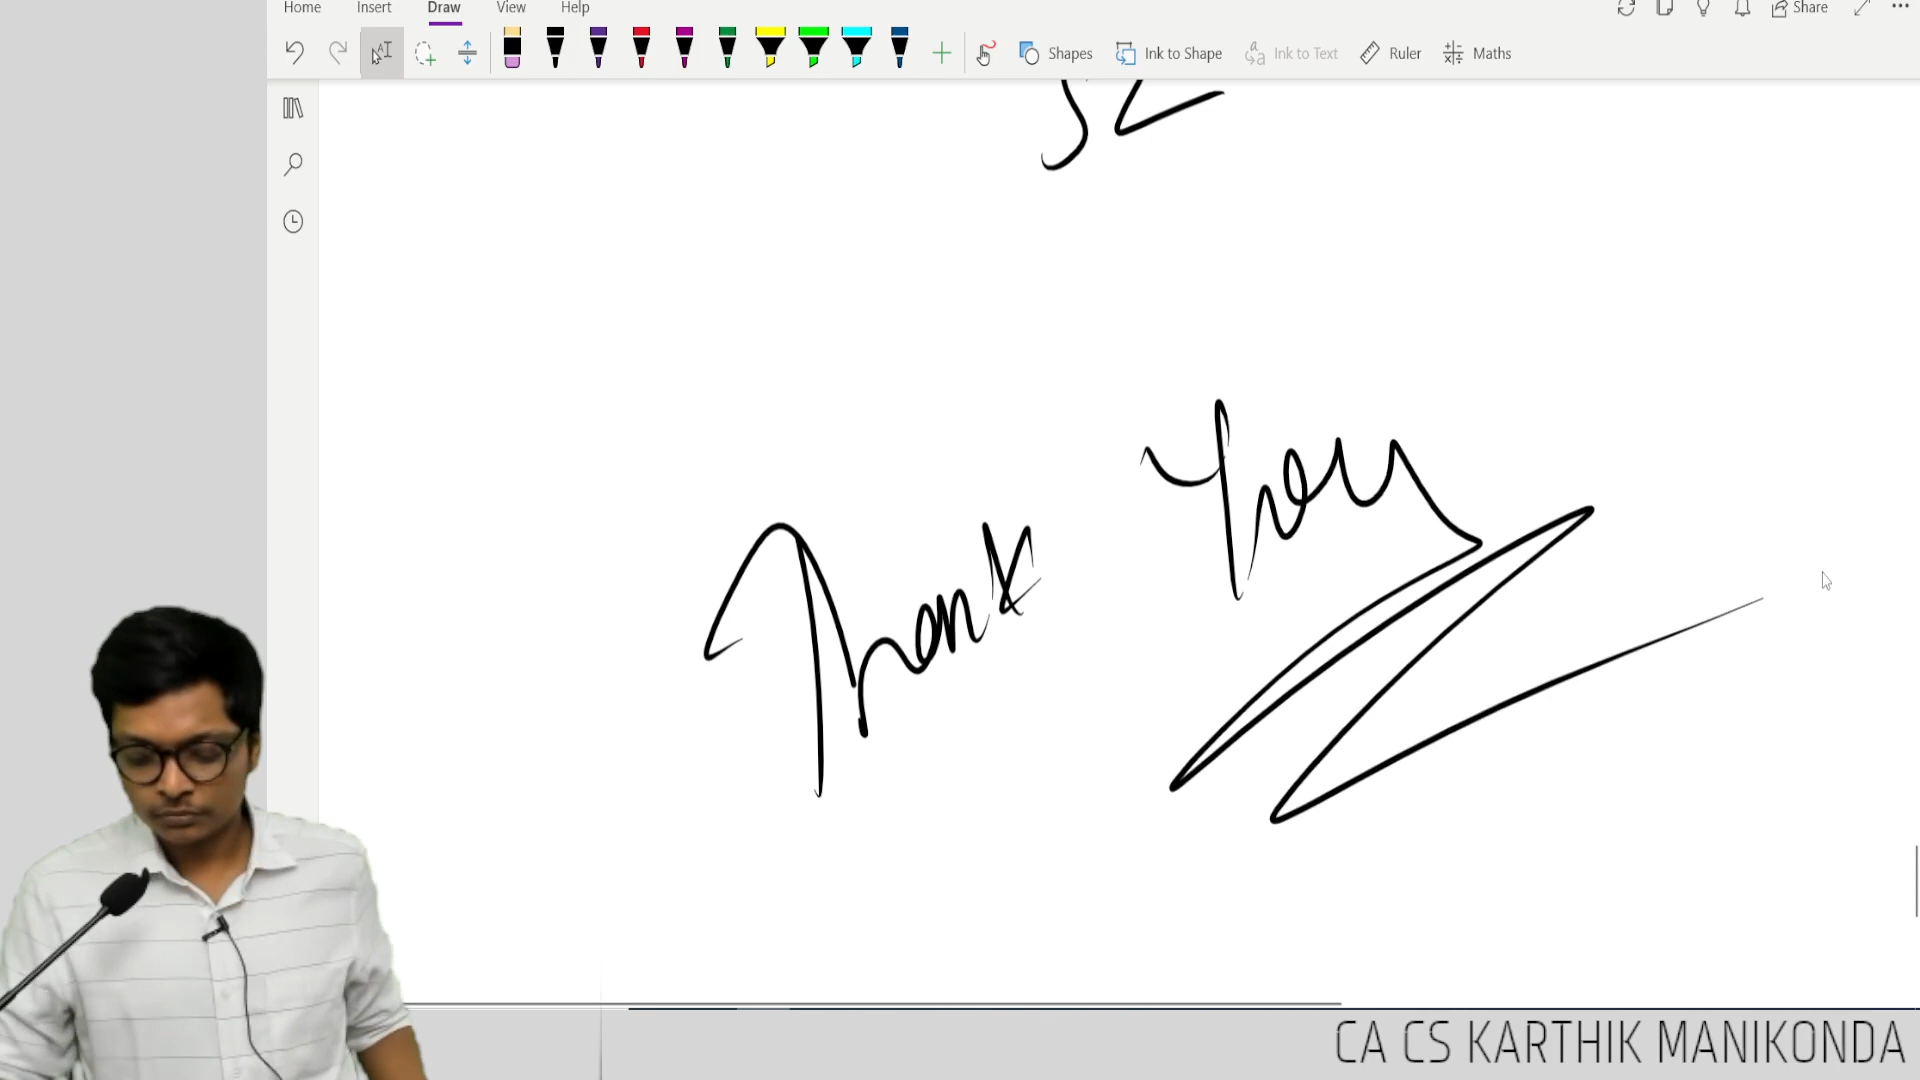 Home Insert Draw View Help Share
Shapes Ink to Shape Ink to Text Ruler Maths
Thank You
CA CS KARTHIK MANIKONDA